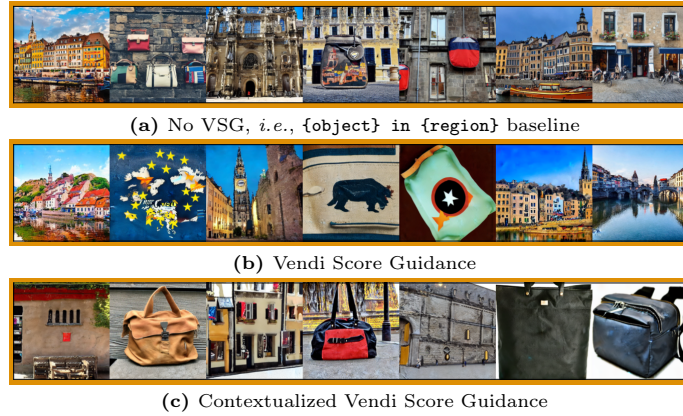 (a) No VSG, i.e., {object} in {region} baseline
(b) Vendi Score Guidance
(c) Contextualized Vendi Score Guidance